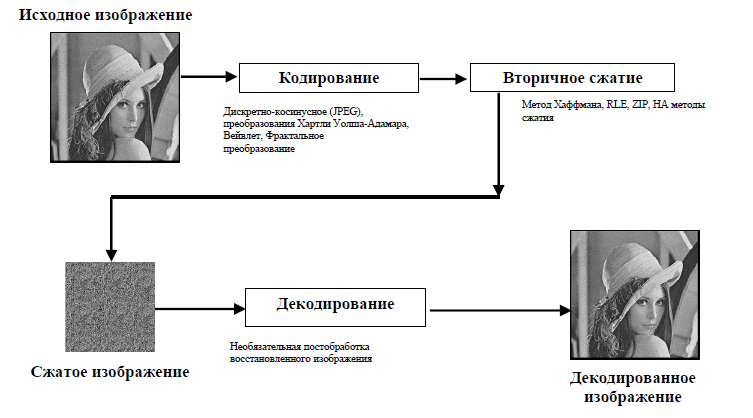 Исходное изображение
Кодирование
Вторичное сжатие
Дискретно-косинусное (JPEG),
преобразования Хартли Уолша-Адамара,
Вейвлет, Фрактальное
преобразование
Метод Хаффмана, RLE, ZIP, HA методы
сжатия
Декодирование
Необязательная постобработка
восстановленного изображения
Сжатое изображение
Декодированное
изображение